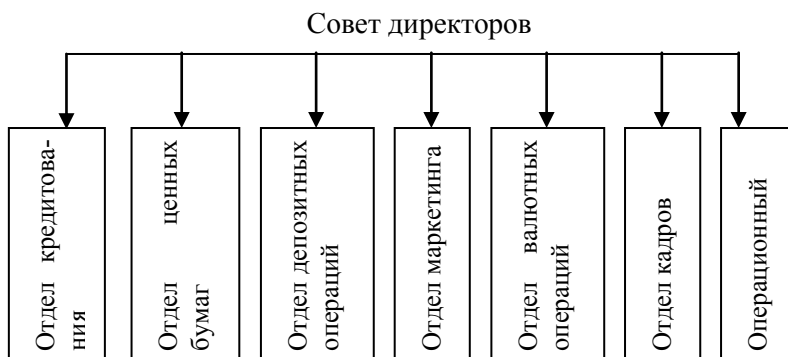 Совет директоров
Отдел кредитова-
ния
Отдел ценных
бумаг
Отдел депозитных
операций
Отдел маркетинга
Отдел валютных
операций
Отдел кадров
Операционный